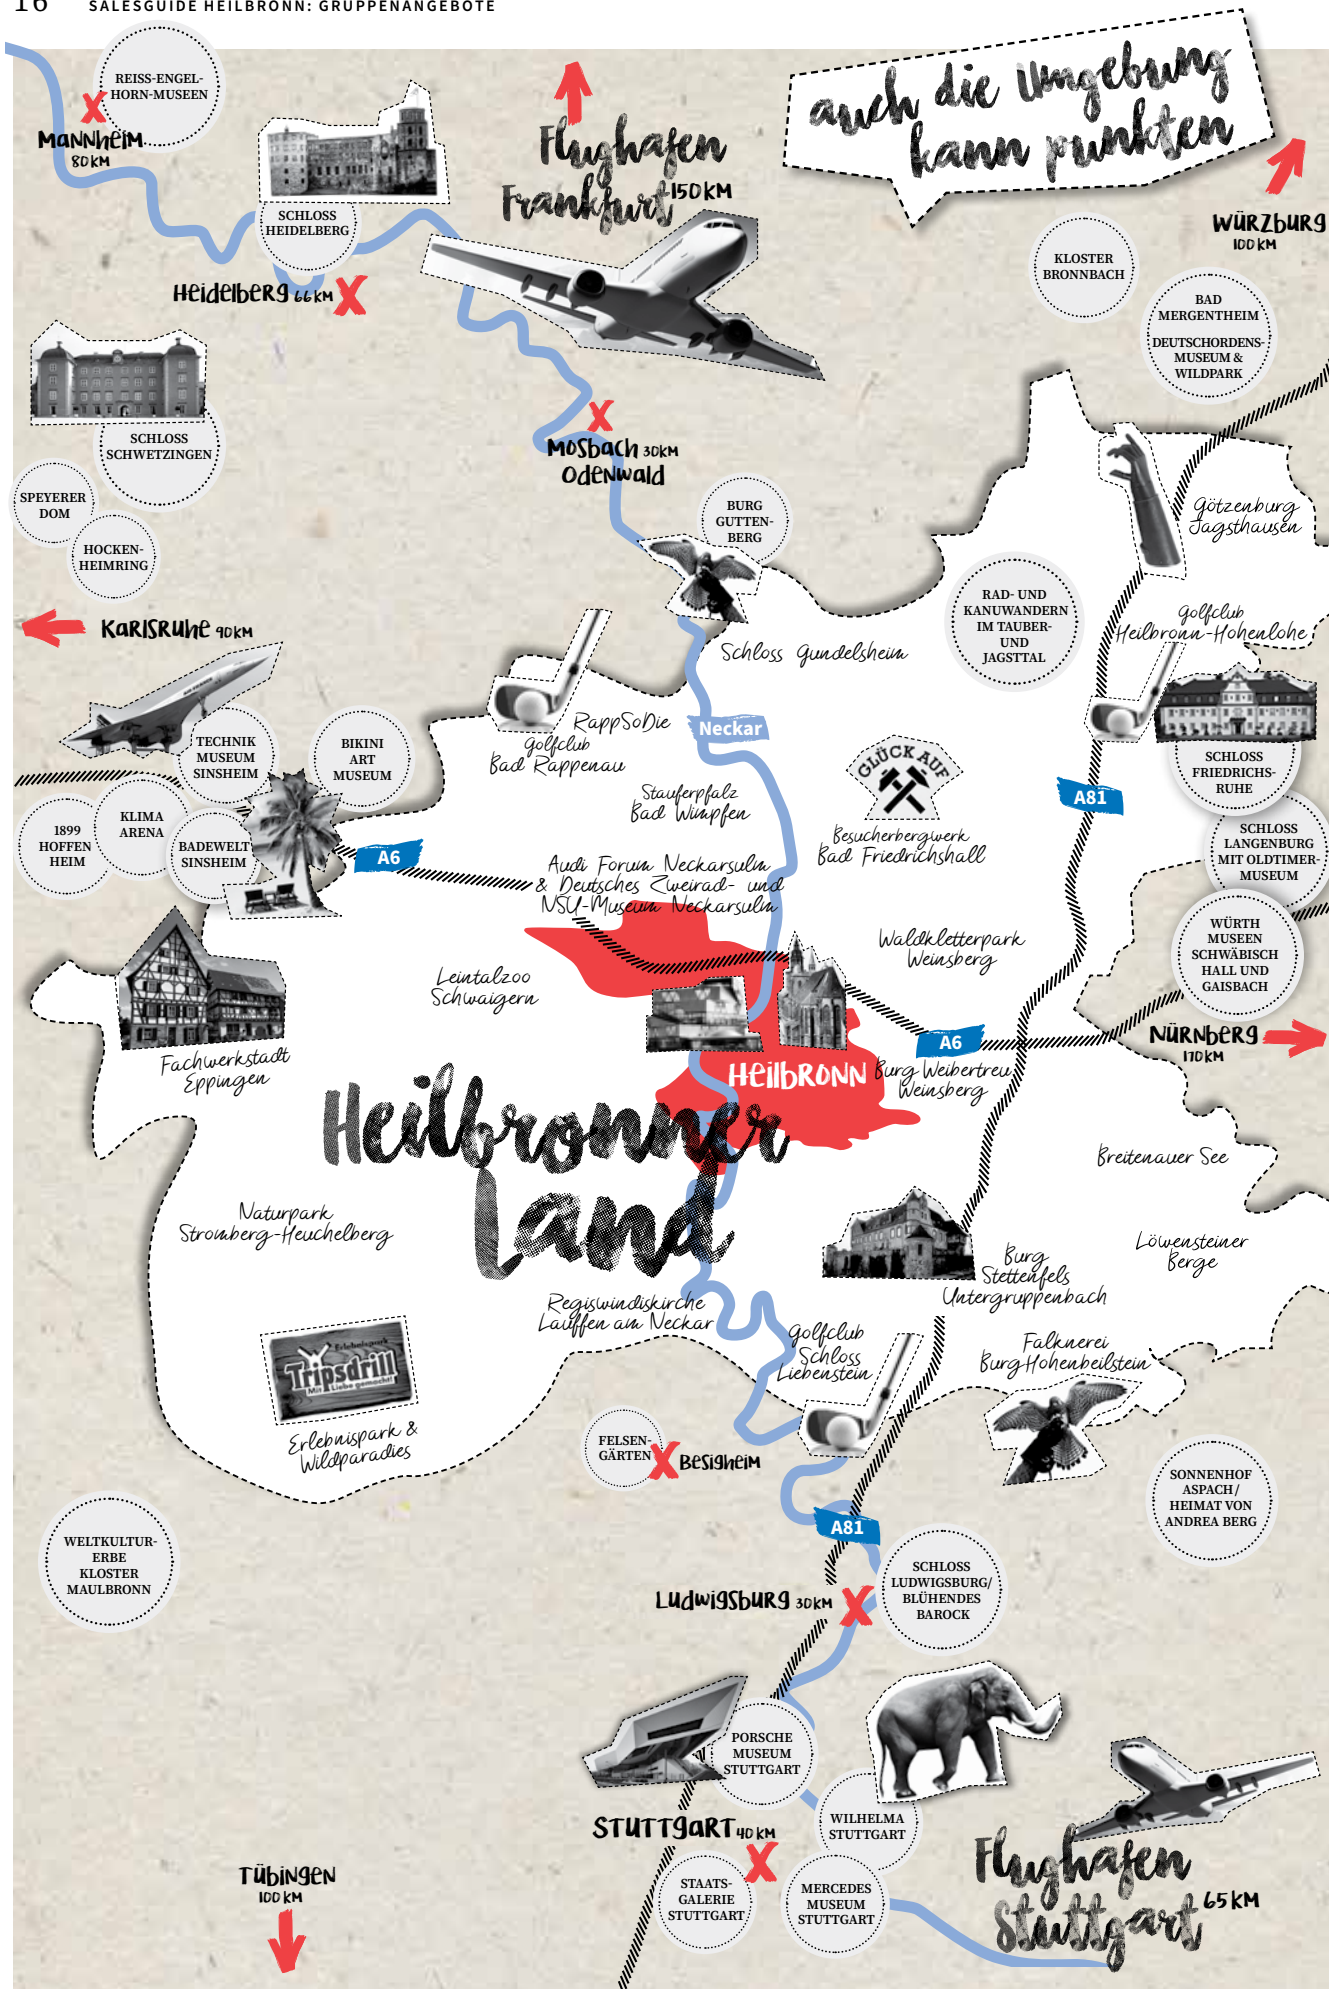 16 SALESGUIDE HEILBRONN: GRUPPENANGEBOTE
auch die Umgebung
kann punkten
REISS-ENGEL-
HORN-MUSEEN
Mannheim
80 KM
SCHLOSS
HEIDELBERG
Heidelberg 66 KM
Flughafen
Frankfurt 150 KM
WÜRZBURG
100 KM
KLOSTER
BRONNBACH
BAD
MERGENTHEIM
DEUTSCHORDENS-
MUSEUM &
WILDPARK
SCHLOSS
SCHWETZINGEN
SPEYERER
DOM
HOCKEN-
HEIMRING
Mosbach 30 KM
Odenwald
BURG
GUTTEN-
BERG
Götzenburg
Jagsthausen
RAD- UND
KANUWANDERN
IM TAUBER-
UND
JAGSTTAL
Golfclub
Heilbronn-Hohenlohe
Karlsruhe 90 KM
Schloss Gundelsheim
RappSoDie
Golfclub
Bad Rappenau
Neckar
TECHNIK
MUSEUM
SINSHEIM
BIKINI
ART
MUSEUM
GLÜCK AUF
SCHLOSS
FRIEDRICHS-
RUHE
A81
Stauferpfalz
Bad Wimpfen
1899
HOFFEN
HEIM
KLIMA
ARENA
BADEWELT
SINSHEIM
A6
Besucherbergwerk
Bad Friedrichshall
SCHLOSS
LANGENBURG
MIT OLDTIMER-
MUSEUM
Audi Forum Neckarsulm
& Deutsches Zweirad- und
NSU-Museum Neckarsulm
WÜRTH
MUSEEN
SCHWÄBISCH
HALL UND
GAISBACH
Waldkletterpark
Weinsberg
Leintalzoo
Schwaigern
NÜRNBERG
170 KM
A6
Fachwerkstadt
Eppingen
HEILBRONN
Burg Weibertreu
Weinsberg
Heilbronner
Land
Breitenauer See
Naturpark
Stromberg-Heuchelberg
Löwensteiner
Berge
Burg
Stettenfels
Untergruppenbach
Regiswindiskirche
Lauffen am Neckar
Golfclub
Schloss
Liebenstein
Falknerei
Burg Hohenbeilstein
Erlebnispark
Tripsdrill
Mit Liebe gemacht!
Erlebnispark &
Wildparadies
FELSEN-
GÄRTEN
Besigheim
SONNENHOF
ASPACH/
HEIMAT VON
ANDREA BERG
A81
WELTKULTUR-
ERBE
KLOSTER
MAULBRONN
SCHLOSS
LUDWIGSBURG/
BLÜHENDES
BAROCK
Ludwigsburg 30 KM
PORSCHE
MUSEUM
STUTTGART
WILHELMA
STUTTGART
STUTTGART 40 KM
Flughafen
Stuttgart 65 KM
TÜBINGEN
100 KM
STAATS-
GALERIE
STUTTGART
MERCEDES
MUSEUM
STUTTGART